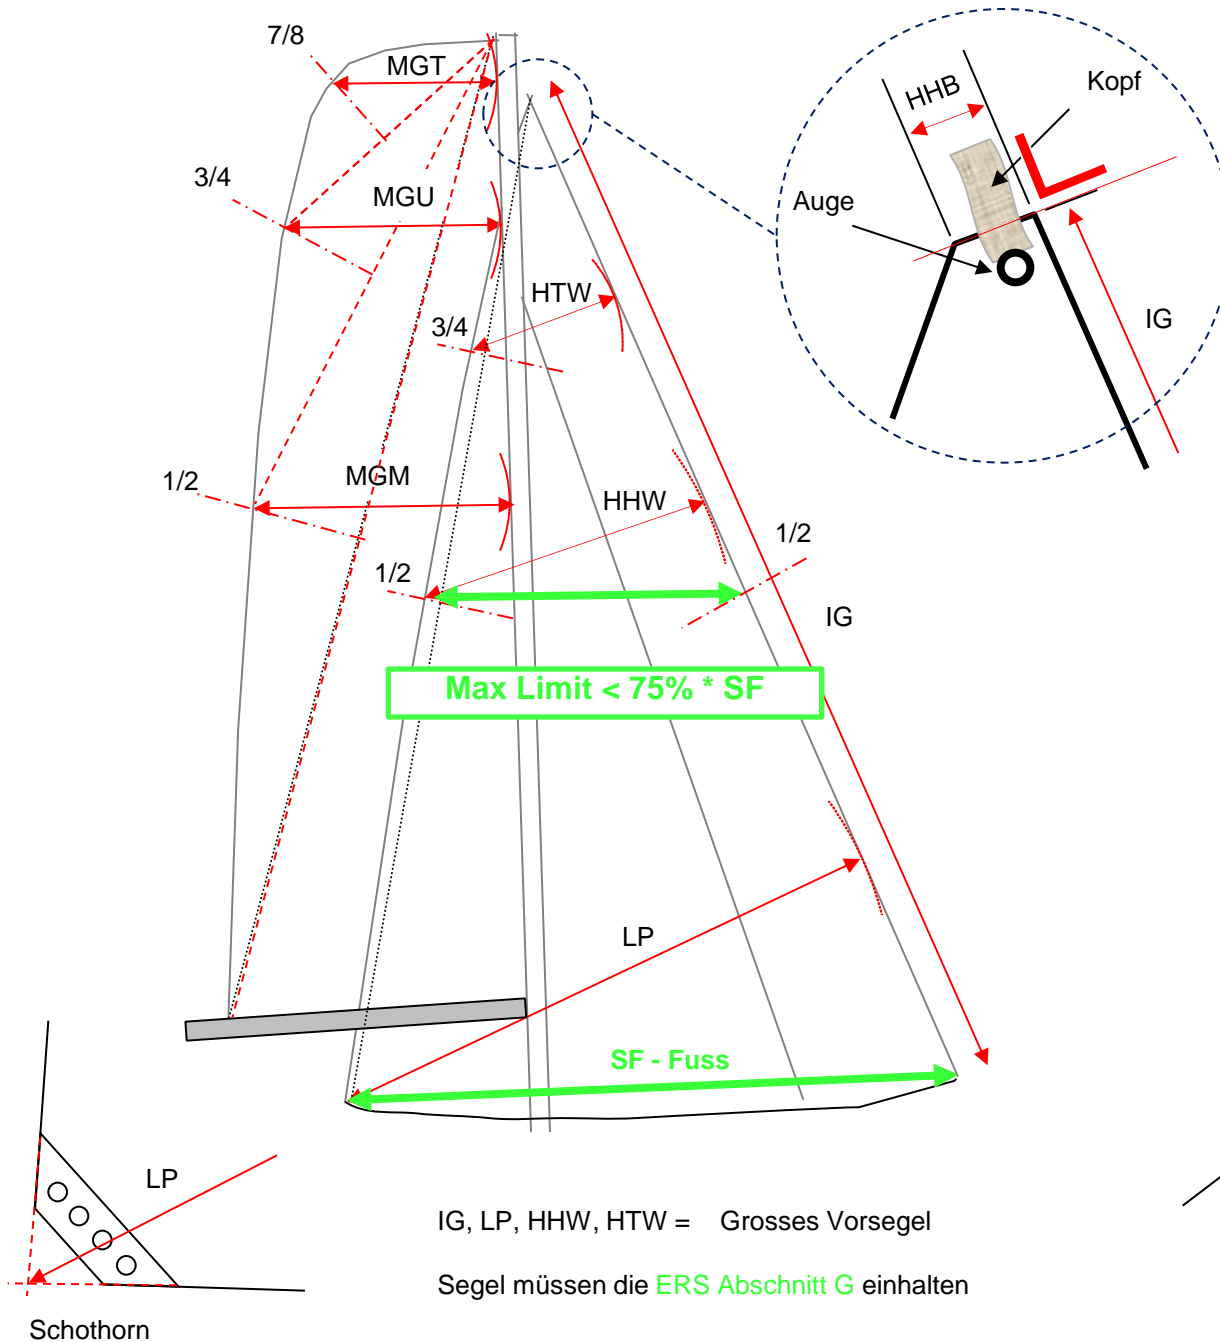 7/8
MGT
HHB
Kopf
3/4
MGU
Auge
HTW
3/4
IG
1/2
MGM
HHW
1/2
1/2
IG
Max Limit < 75% * SF
LP
SF - Fuss
LP
IG, LP, HHW, HTW = Grosses Vorsegel
Segel müssen die ERS Abschnitt G einhalten
Schothorn